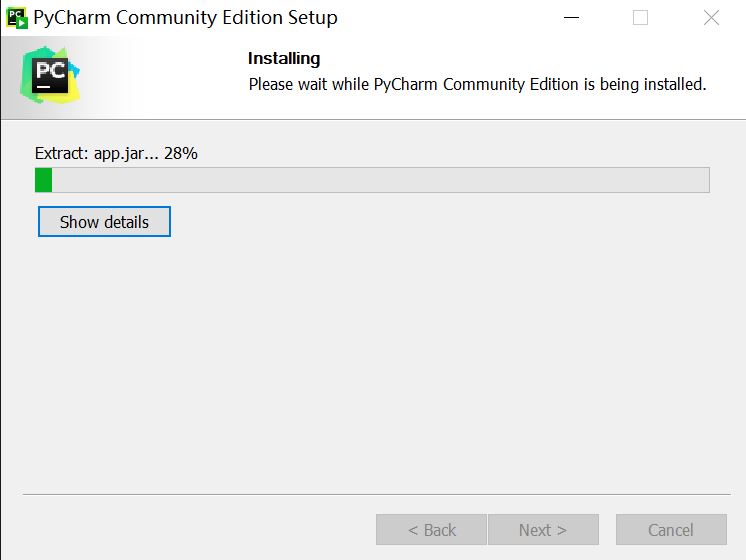 PyCharm Community Edition Setup
PC
Installing
Please wait while PyCharm Community Edition is being installed.
Extract: app.jar... 28%
Show details
< Back
Next >
Cancel